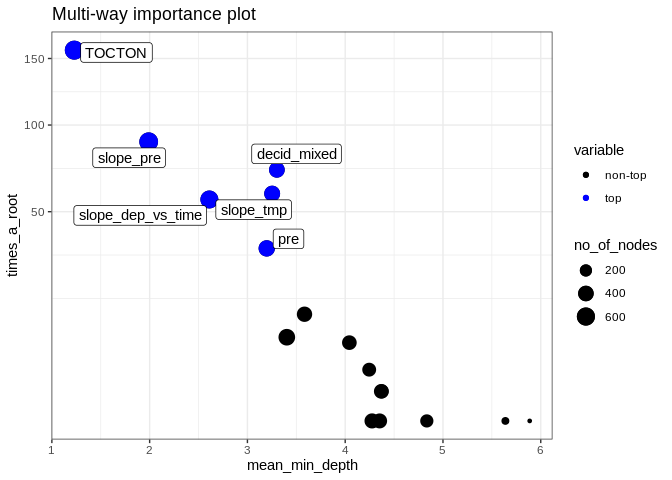 Multi-way importance plot
150
100
50
times_a_root
TOCTON
slope_pre
decid_mixed
slope_dep_vs_time
slope_tmp
pre
1
2
3
4
5
6
mean_min_depth
variable
non-top
top
no_of_nodes
200
400
600